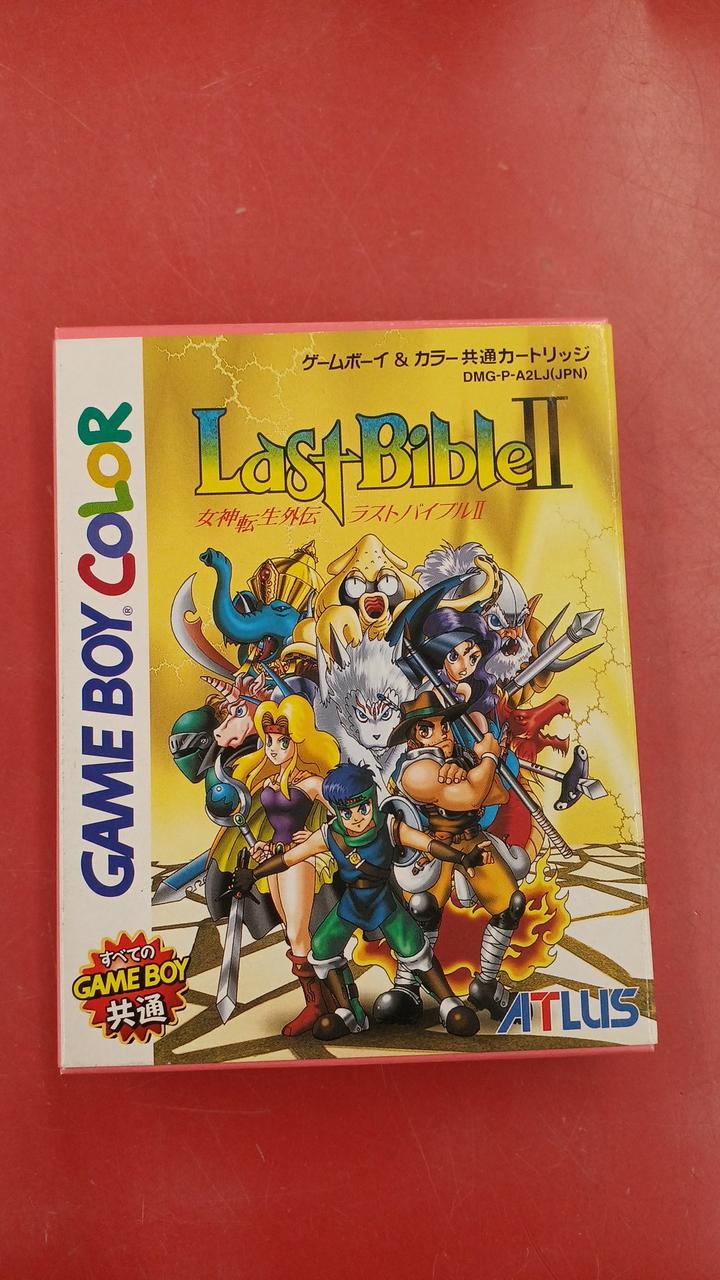 ゲームボーイ & カラー共通カートリッジ
DMG-P-A2LJ(JPN)
Last Bible II
女神転生外伝 ラストバイブルII
GAME BOY® COLOR
すべての
GAME BOY
共通
ATLUS